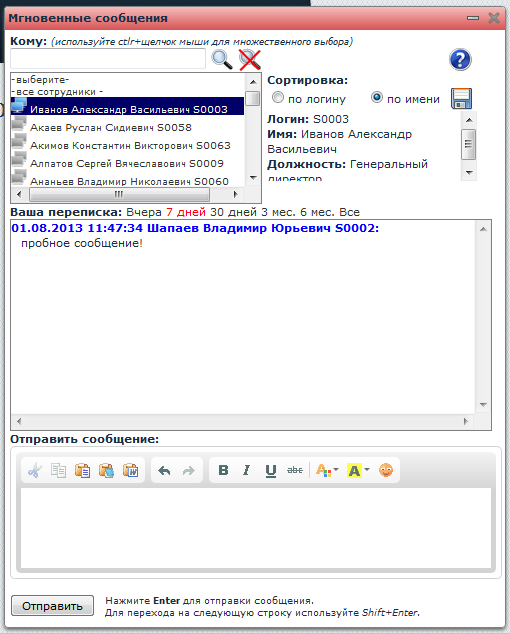 Мгновенные сообщения
Кому: (используйте ctlr+щелчок мыши для множественного выбора)
-выберите-
-все сотрудники -
Иванов Александр Васильевич S0003
Акаев Руслан Сидиевич S0058
Акимов Константин Викторович S0063
Алпатов Сергей Вячеславович S0009
Ананьев Владимир Николаевич S0060
Сортировка:
по логину по имени
Логин: S0003
Имя: Иванов Александр
Васильевич
Должность: Генеральный
директор
Ваша переписка: Вчера 7 дней 30 дней 3 мес. 6 мес. Все
01.08.2013 11:47:34 Шапаев Владимир Юрьевич S0002:
пробное сообщение!
Отправить сообщение:
B I U abc A
Отправить
Нажмите Enter для отправки сообщения.
Для перехода на следующую строку используйте Shift+Enter.